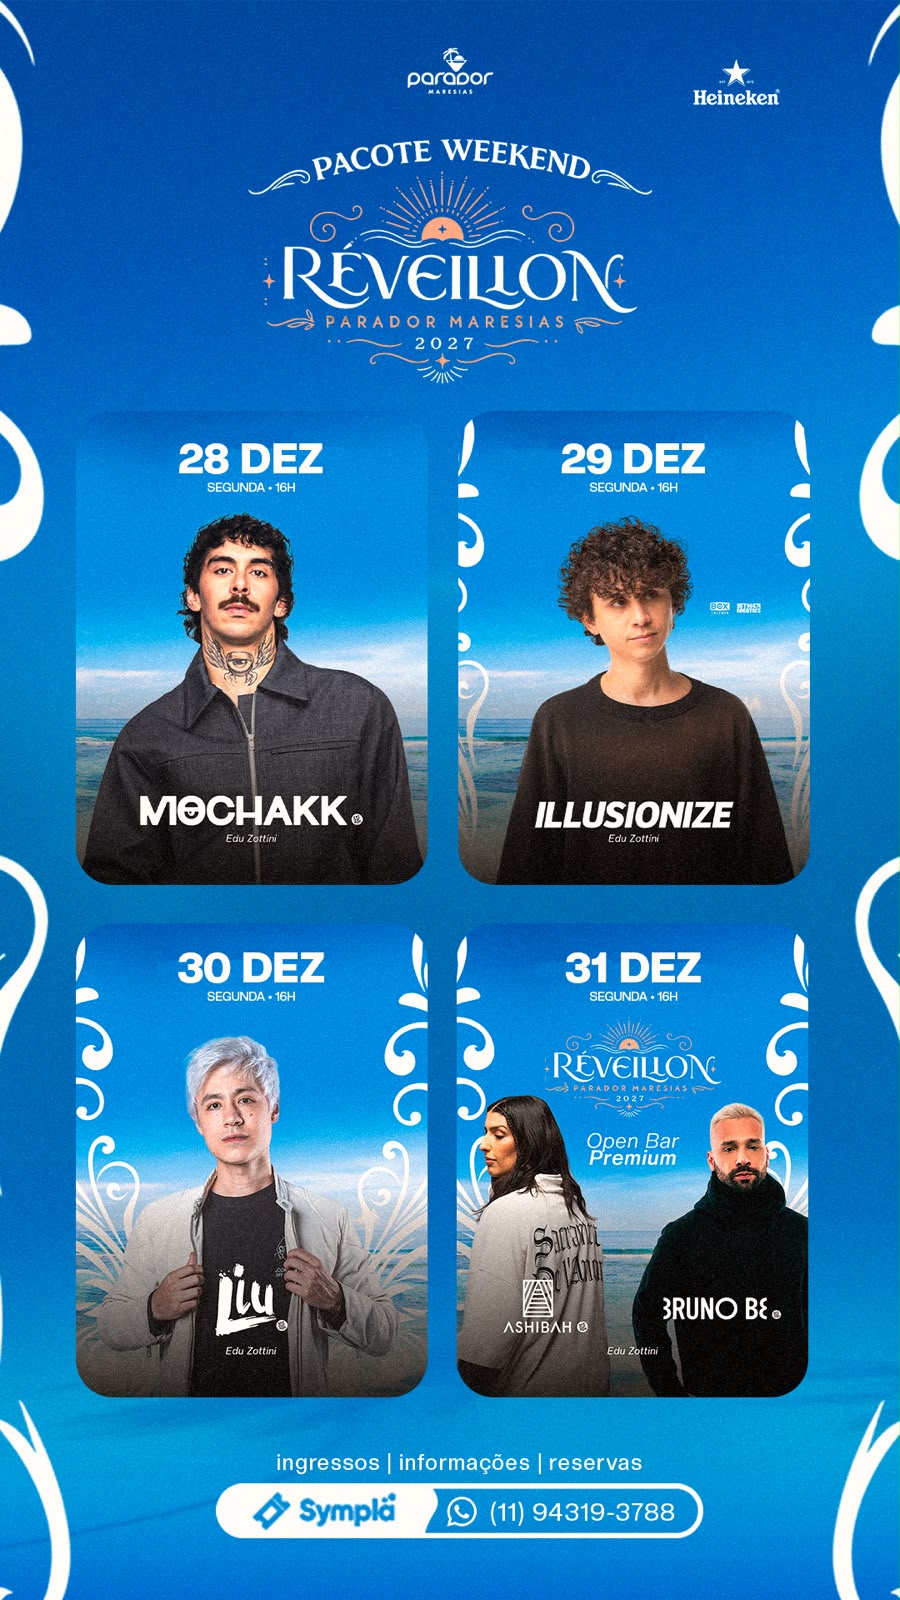 parador
MARESIAS
Heineken
PACOTE WEEKEND
RÉVEILLON
PARADOR MARESIAS
2027
28 DEZ
SEGUNDA • 16H
MOCHAKK
Edu Zottini
29 DEZ
SEGUNDA • 16H
BOX
ILLUSIONIZE
Edu Zottini
30 DEZ
SEGUNDA • 16H
Liu
Edu Zottini
31 DEZ
SEGUNDA • 16H
RÉVEILLON
PARADOR MARESIAS
2027
Open Bar
Premium
ASHIBAH
BRUNO BE
Edu Zottini
ingressos | informações | reservas
Sympla (11) 94319-3788